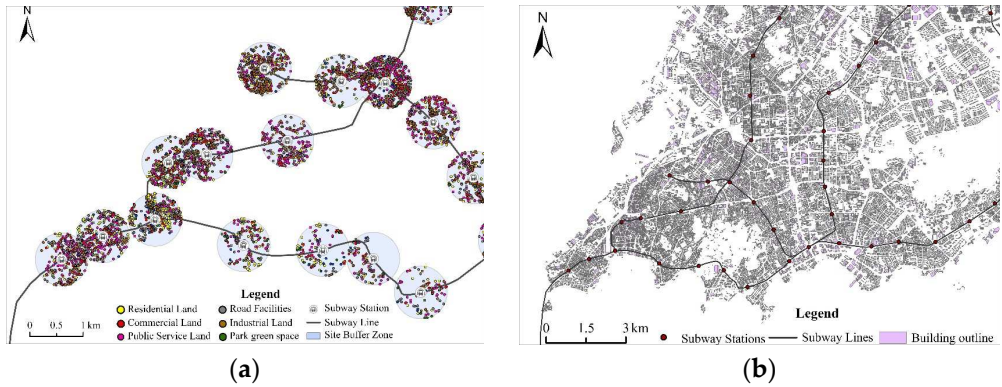 N
Legend
Residential Land
Road Facilities
Subway Station
Commercial Land
Industrial Land
Subway Line
Public Service Land
Park green space
Site Buffer Zone
0 0.5 1 km
(a)
N
Legend
0 1.5 3 km
Subway Stations
Subway Lines
Building outline
(b)